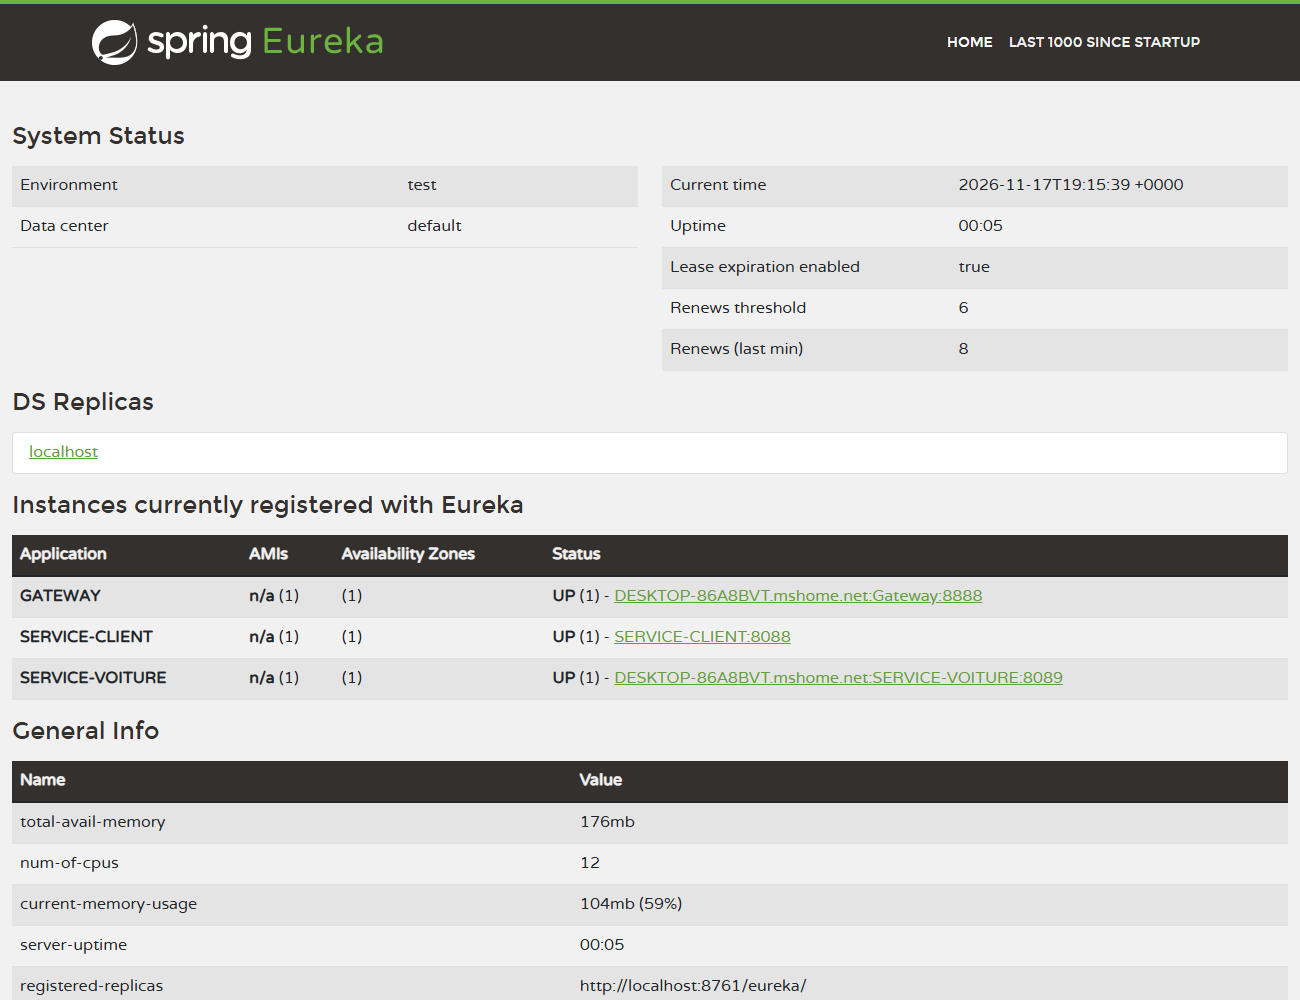 spring Eureka
HOME LAST 1000 SINCE STARTUP
System Status
Environment test
Data center default
Current time 2026-11-17T19:15:39 +0000
Uptime 00:05
Lease expiration enabled true
Renews threshold 6
Renews (last min) 8
DS Replicas
localhost
Instances currently registered with Eureka
Application AMIs Availability Zones Status
GATEWAY n/a (1) (1) UP (1) - DESKTOP-86A8BVT.mshome.net:Gateway:8888
SERVICE-CLIENT n/a (1) (1) UP (1) - SERVICE-CLIENT:8088
SERVICE-VOITURE n/a (1) (1) UP (1) - DESKTOP-86A8BVT.mshome.net:SERVICE-VOITURE:8089
General Info
Name Value
total-avail-memory 176mb
num-of-cpus 12
current-memory-usage 104mb (59%)
server-uptime 00:05
registered-replicas http://localhost:8761/eureka/